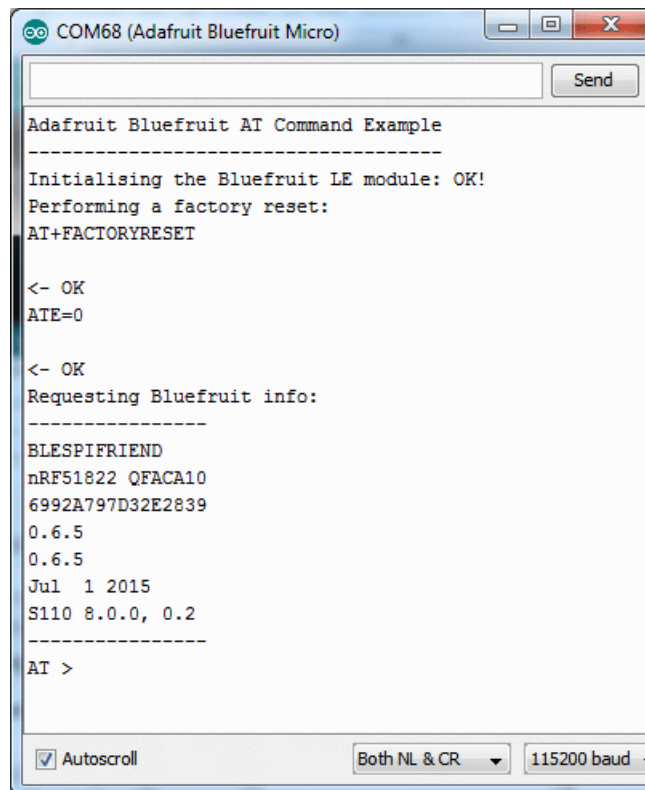 COM68 (Adafruit Bluefruit Micro)
Send
Adafruit Bluefruit AT Command Example
-------------------------------------
Initialising the Bluefruit LE module: OK!
Performing a factory reset:
AT+FACTORYRESET
<- OK
ATE=0
<- OK
Requesting Bluefruit info:
----------------
BLESPIFRIEND
nRF51822 QFACA10
6992A797D32E2839
0.6.5
0.6.5
Jul  1 2015
S110 8.0.0, 0.2
----------------
AT >
Autoscroll Both NL & CR 115200 baud